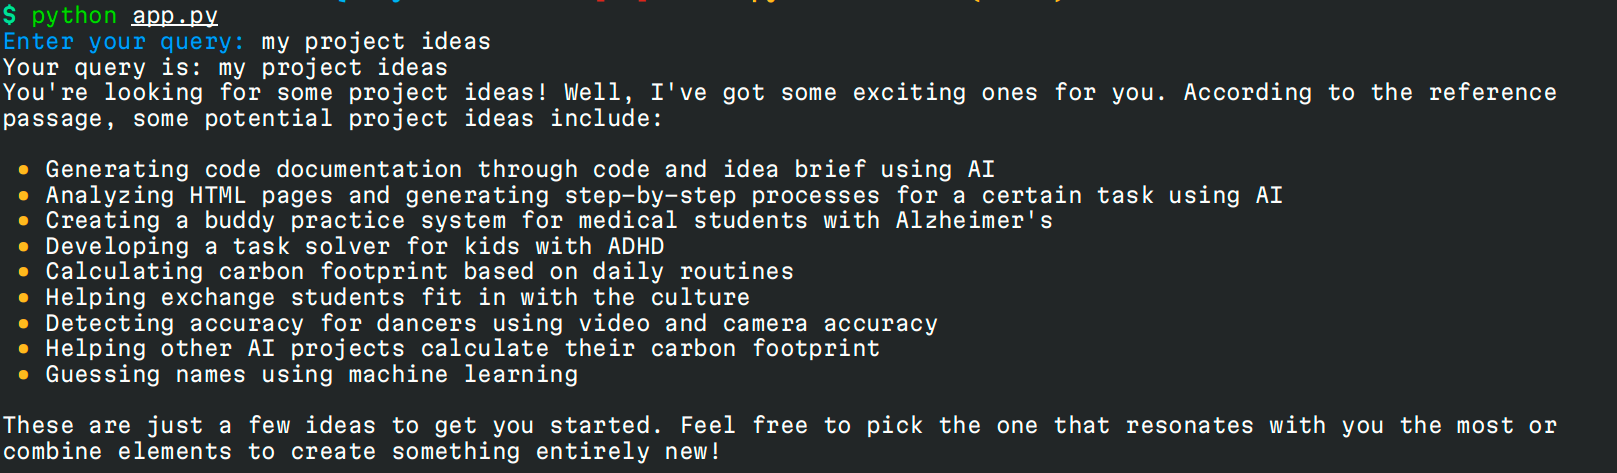 $ python app.py
Enter your query: my project ideas
Your query is: my project ideas
You're looking for some project ideas! Well, I've got some exciting ones for you. According to the reference
passage, some potential project ideas include:
• Generating code documentation through code and idea brief using AI
• Analyzing HTML pages and generating step-by-step processes for a certain task using AI
• Creating a buddy practice system for medical students with Alzheimer's
• Developing a task solver for kids with ADHD
• Calculating carbon footprint based on daily routines
• Helping exchange students fit in with the culture
• Detecting accuracy for dancers using video and camera accuracy
• Helping other AI projects calculate their carbon footprint
• Guessing names using machine learning
These are just a few ideas to get you started. Feel free to pick the one that resonates with you the most or
combine elements to create something entirely new!